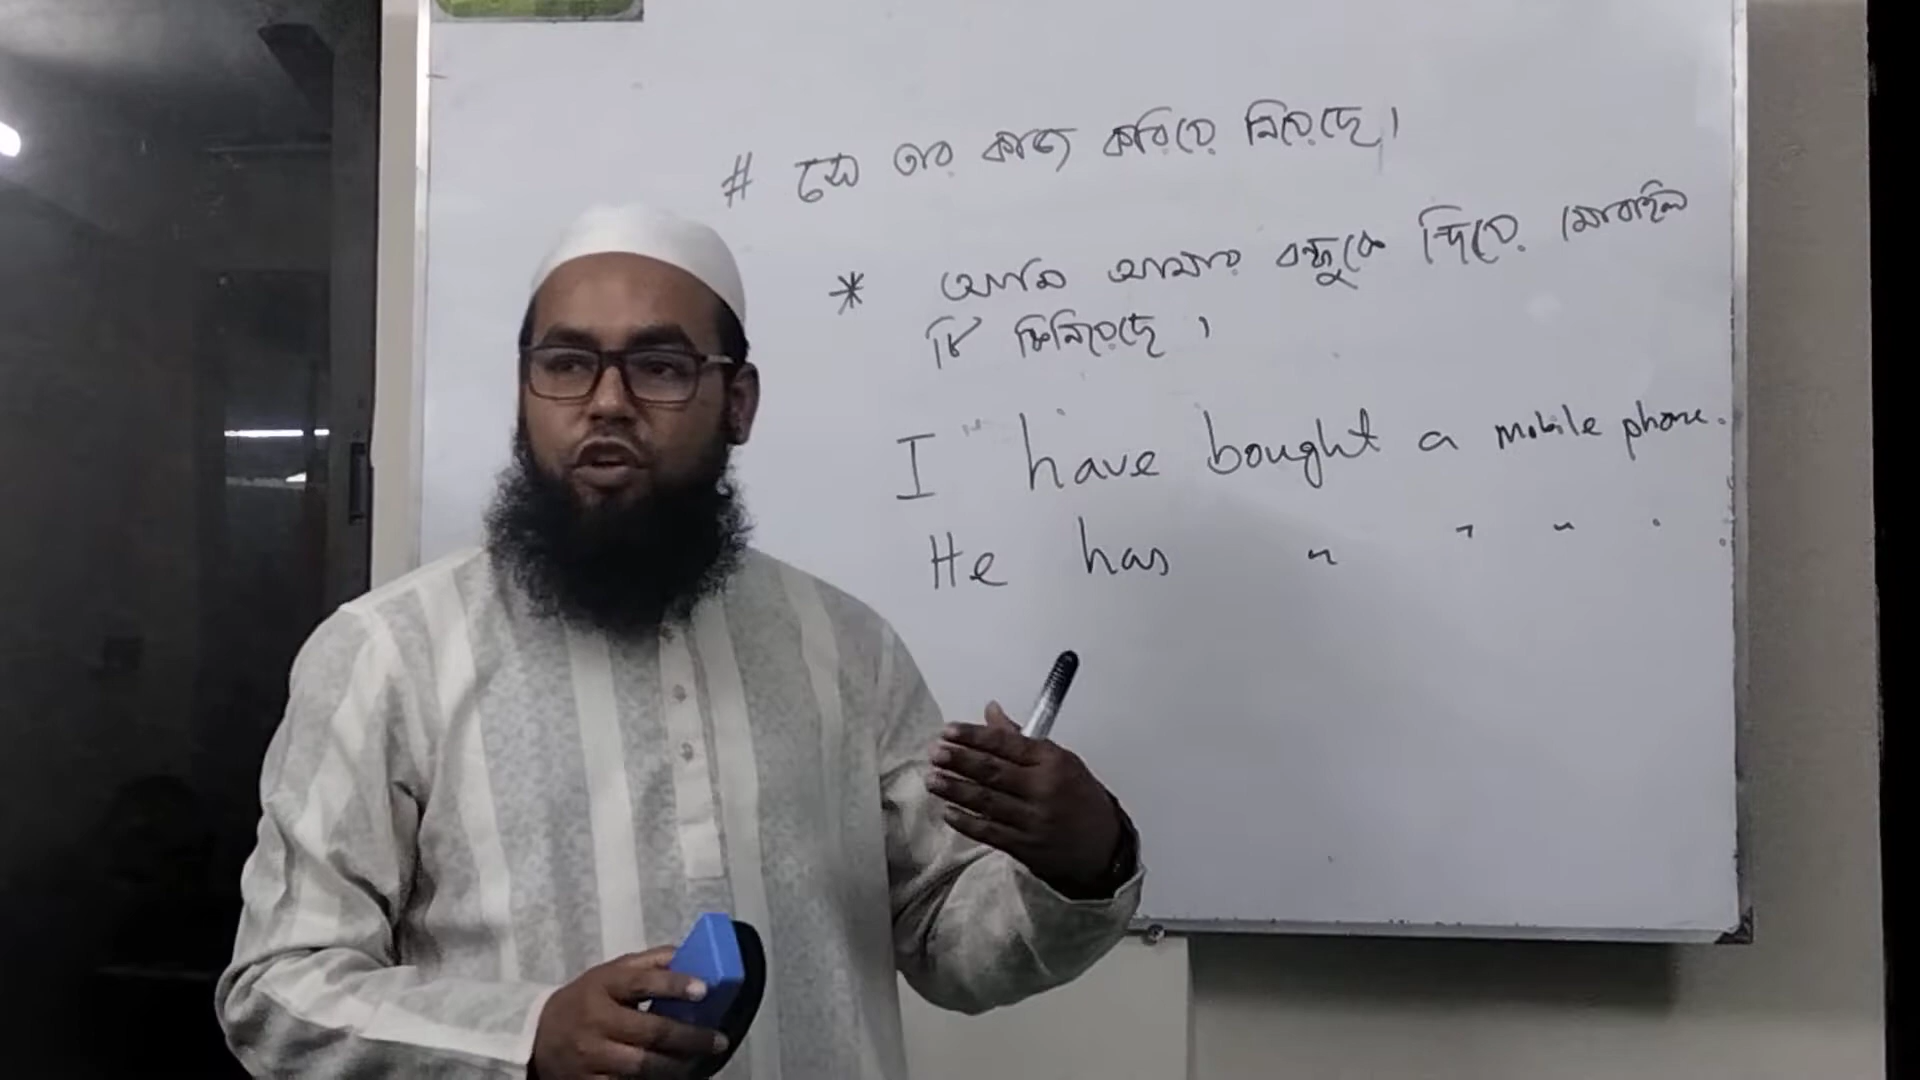 # সে তার কাজ করিয়ে নিয়েছে।
* আমি আমার বন্ধুকে দিয়ে মোবাইল
টি কিনিয়েছে।
I " have bought a mobile phone.
He has " " " "